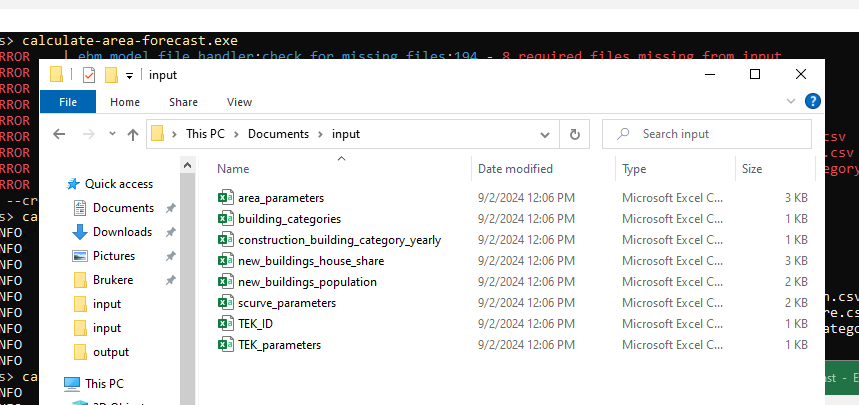 s> calculate-area-forecast.exe
RROR | ebm.model.file_handler:check_for_missing_files:194 - 8 required files missing from input
RROR
input
RROR
RROR
RROR
File Home Share View
RROR
This PC Documents input Search input
.csv
RROR
.csv
RROR
Name Date modified Type Size
egory
RROR
Quick access
--cr
area_parameters 9/2/2024 12:06 PM Microsoft Excel C... 3 KB
Documents
s> ca
building_categories 9/2/2024 12:06 PM Microsoft Excel C... 1 KB
Downloads
NFO
construction_building_category_yearly 9/2/2024 12:06 PM Microsoft Excel C... 1 KB
NFO
Pictures
new_buildings_house_share 9/2/2024 12:06 PM Microsoft Excel C... 3 KB
NFO
Brukere
new_buildings_population 9/2/2024 12:06 PM Microsoft Excel C... 2 KB
NFO
input
scurve_parameters 9/2/2024 12:06 PM Microsoft Excel C... 2 KB
n.csv
NFO
input
TEK_ID 9/2/2024 12:06 PM Microsoft Excel C... 1 KB
re.cs
NFO
catego
NFO
output
TEK_parameters 9/2/2024 12:06 PM Microsoft Excel C... 1 KB
NFO
s> ca
This PC
ast - E
NFO